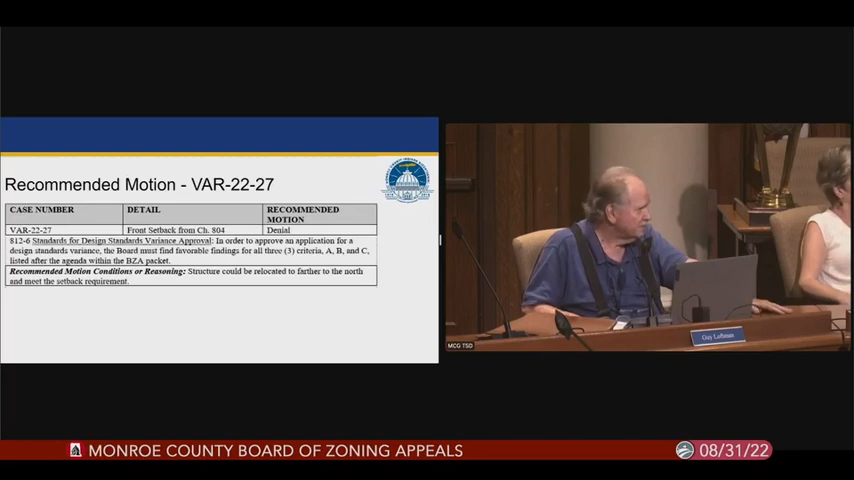 Recommended Motion - VAR-22-27
CASE NUMBER DETAIL RECOMMENDED MOTION
VAR-22-27 Front Setback from Ch. 804 Denial
812-6 Standards for Design Standards Variance Approval: In order to approve an application for a
design standards variance, the Board must find favorable findings for all three (3) criteria, A, B, and C,
listed after the agenda within the BZA packet.
Recommended Motion Conditions or Reasoning: Structure could be relocated to farther to the north
and meet the setback requirement.
Guy Loftman
MCG TSD
MONROE COUNTY BOARD OF ZONING APPEALS
08/31/22